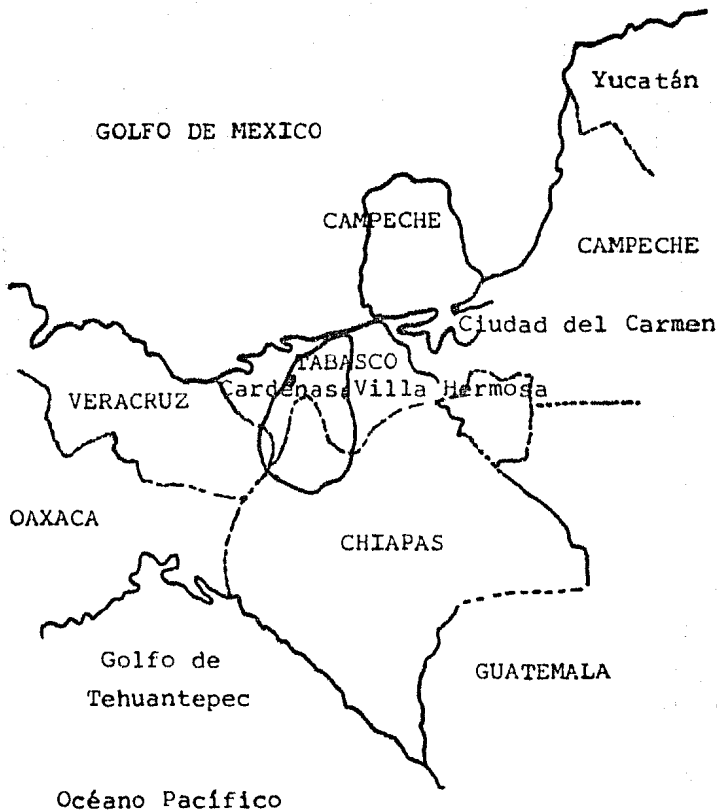 Yucatán
GOLFO DE MEXICO
CAMPECHE
CAMPECHE
Ciudad del Carmen
TABASCO
VERACRUZ
Cardenas Villa Hermosa
OAXACA
CHIAPAS
Golfo de
Tehuantepec
GUATEMALA
Océano Pacífico